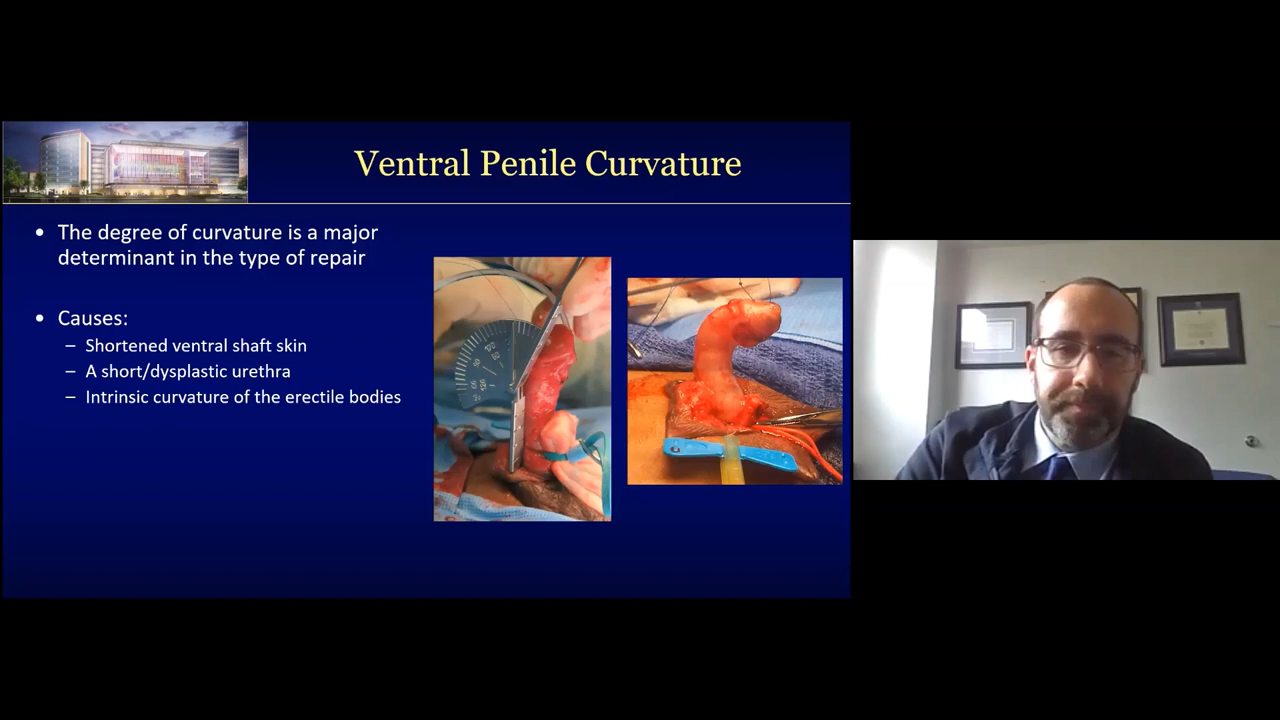 Ventral Penile Curvature
• The degree of curvature is a major
determinant in the type of repair
• Causes:
– Shortened ventral shaft skin
– A short/dysplastic urethra
– Intrinsic curvature of the erectile bodies